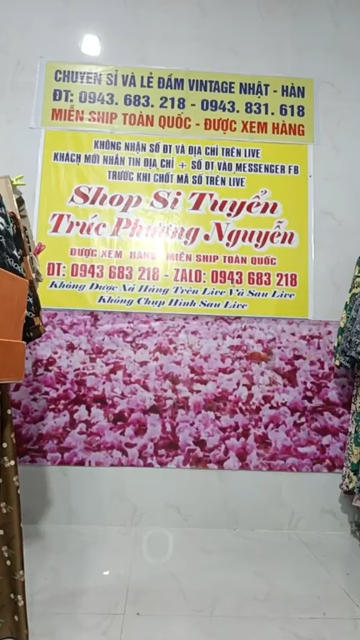 CHUYÊN SỈ VÀ LẺ ĐẦM VINTAGE NHẬT - HÀN
ĐT: 0943. 683. 218 - 0943. 831. 618
MIỄN SHIP TOÀN QUỐC - ĐƯỢC XEM HÀNG
KHÔNG NHẬN SỐ ĐT VÀ ĐỊA CHỈ TRÊN LIVE
KHÁCH MỚI NHẮN TIN ĐỊA CHỈ + SỐ ĐT VÀO MESSENGER FB
TRƯỚC KHI CHỐT MÃ SỐ TRÊN LIVE
Shop Si Tuyển
Trúc Phương Nguyễn
ĐƯỢC XEM HÀNG MIỄN SHIP TOÀN QUỐC
ĐT: 0943 683 218 - ZALO: 0943 683 218
Không Được Xả Hàng Trên Live Và Sau Live
Không Chụp Hình Sau Live